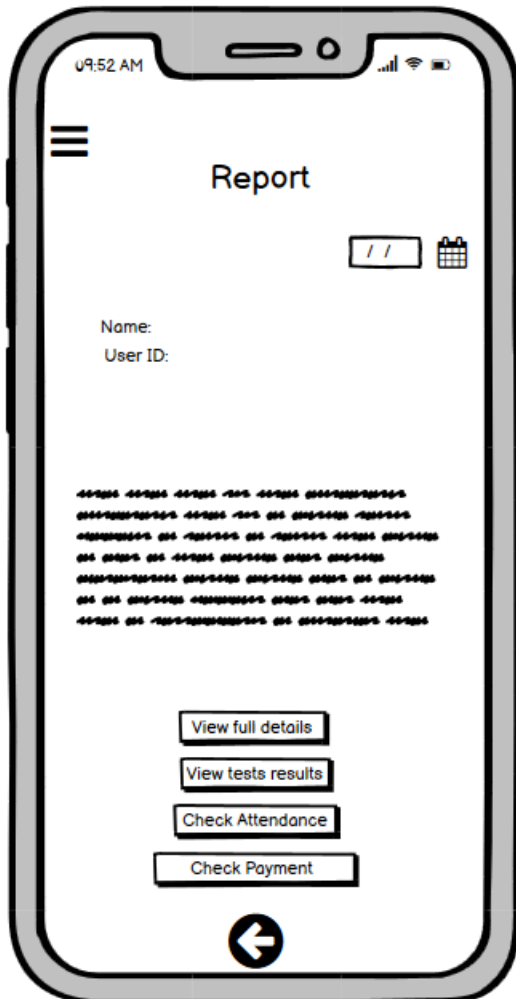 09:52 AM
Report
/ /
Name:
User ID:
View full details
View tests results
Check Attendance
Check Payment